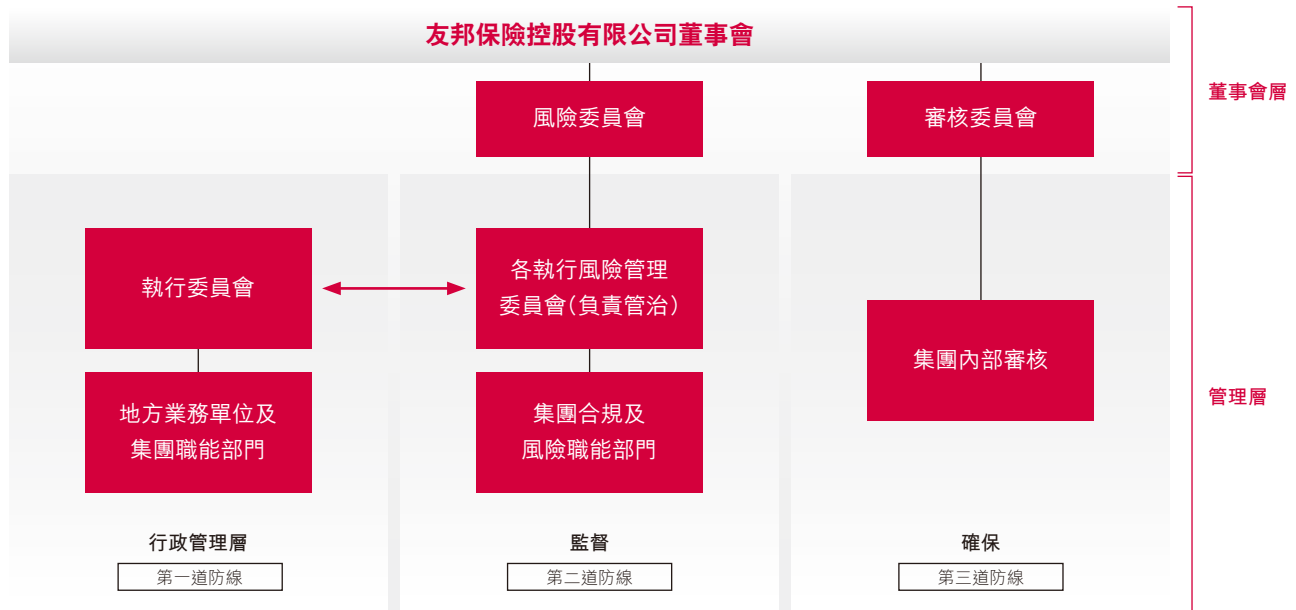 友邦保險控股有限公司董事會
風險委員會
審核委員會
董事會層
執行委員會
各執行風險管理
委員會(負責管治)
集團內部審核
地方業務單位及
集團職能部門
集團合規及
風險職能部門
管理層
行政管理層
監督
確保
第一道防線
第二道防線
第三道防線